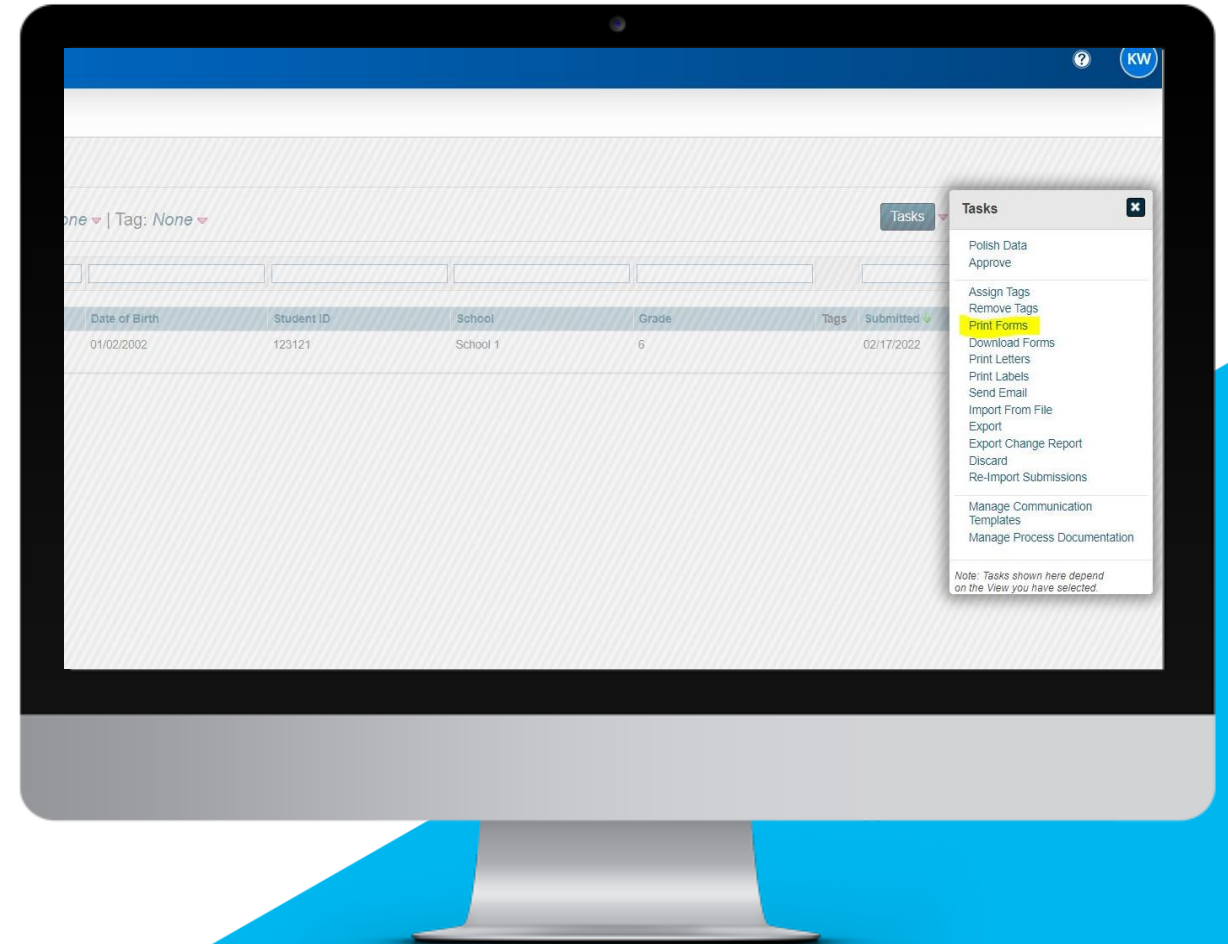 ?
KW
one | Tag: None
Tasks
Tasks
Polish Data
Approve
Assign Tags
Remove Tags
Print Forms
Download Forms
Print Letters
Print Labels
Send Email
Import From File
Export
Export Change Report
Discard
Re-Import Submissions
Manage Communication
Templates
Manage Process Documentation
Note: Tasks shown here depend
on the View you have selected.
Date of Birth Student ID School Grade Tags Submitted
01/02/2002 123121 School 1 6 02/17/2022